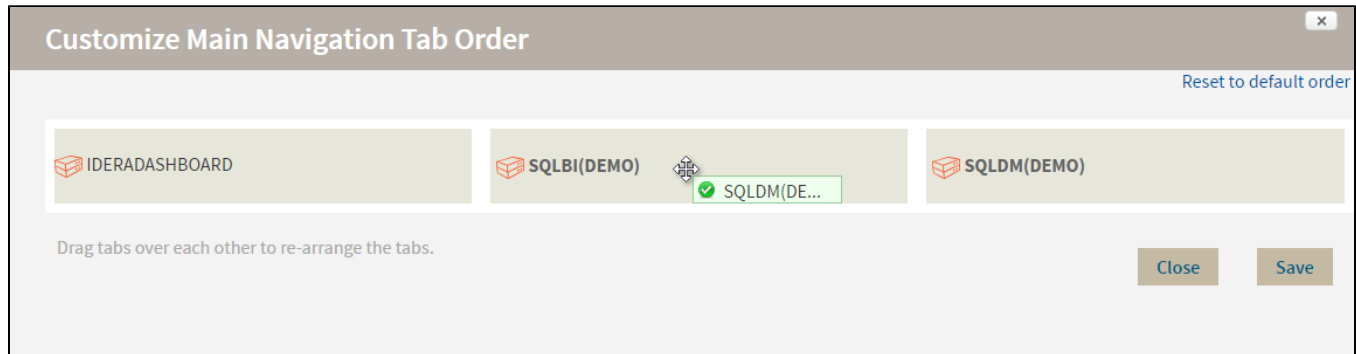 Customize Main Navigation Tab Order
Reset to default order
IDERADASHBOARD
SQLBI(DEMO)
SQLDM(DEMO)
SQLDM(DE...
Drag tabs over each other to re-arrange the tabs.
Close
Save